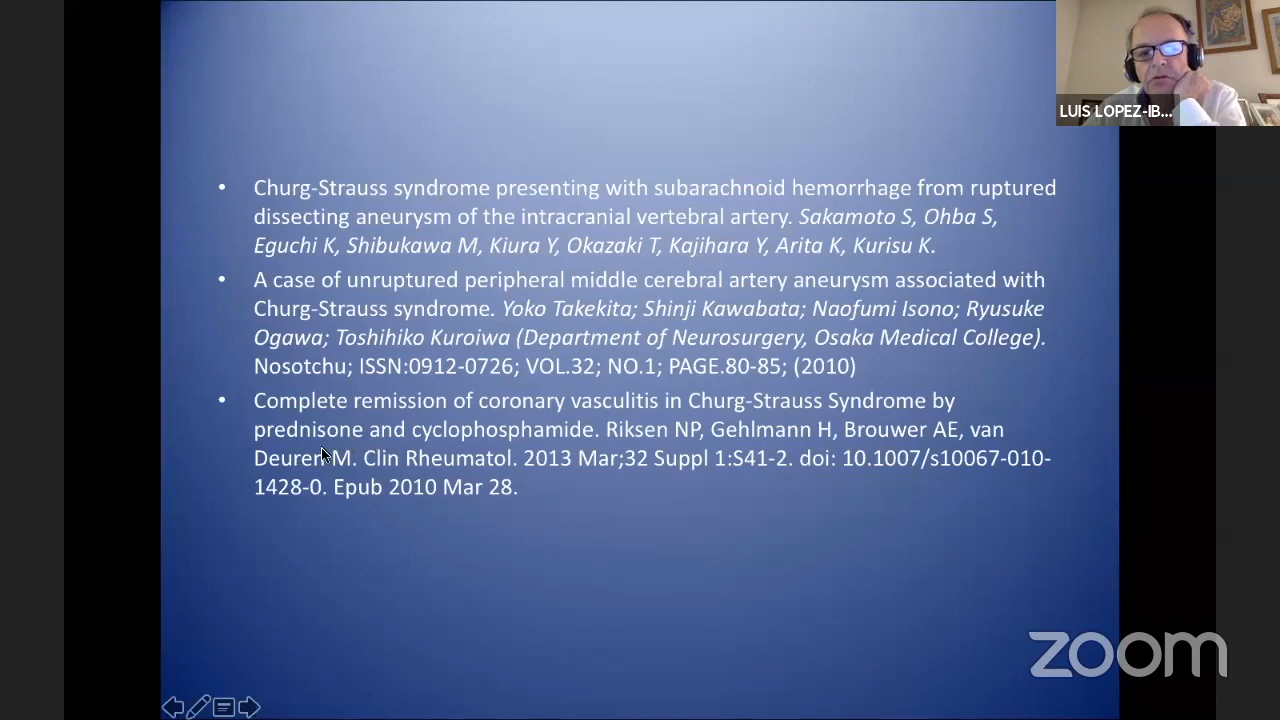 LUIS LOPEZ-IB...
• Churg-Strauss syndrome presenting with subarachnoid hemorrhage from ruptured
dissecting aneurysm of the intracranial vertebral artery. Sakamoto S, Ohba S,
Eguchi K, Shibukawa M, Kiura Y, Okazaki T, Kajihara Y, Arita K, Kurisu K.
• A case of unruptured peripheral middle cerebral artery aneurysm associated with
Churg-Strauss syndrome. Yoko Takekita; Shinji Kawabata; Naofumi Isono; Ryusuke
Ogawa; Toshihiko Kuroiwa (Department of Neurosurgery, Osaka Medical College).
Nosotchu; ISSN:0912-0726; VOL.32; NO.1; PAGE.80-85; (2010)
• Complete remission of coronary vasculitis in Churg-Strauss Syndrome by
prednisone and cyclophosphamide. Riksen NP, Gehlmann H, Brouwer AE, van
Deuren M. Clin Rheumatol. 2013 Mar;32 Suppl 1:S41-2. doi: 10.1007/s10067-010-
1428-0. Epub 2010 Mar 28.
zoom